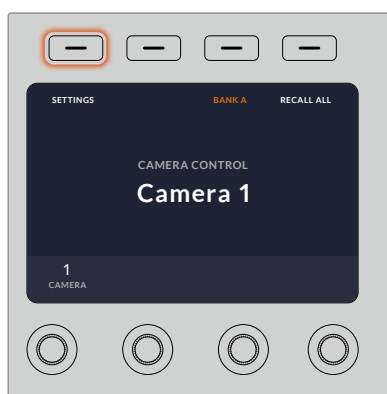 SETTINGS BANK A RECALL ALL
CAMERA CONTROL
Camera 1
1
CAMERA